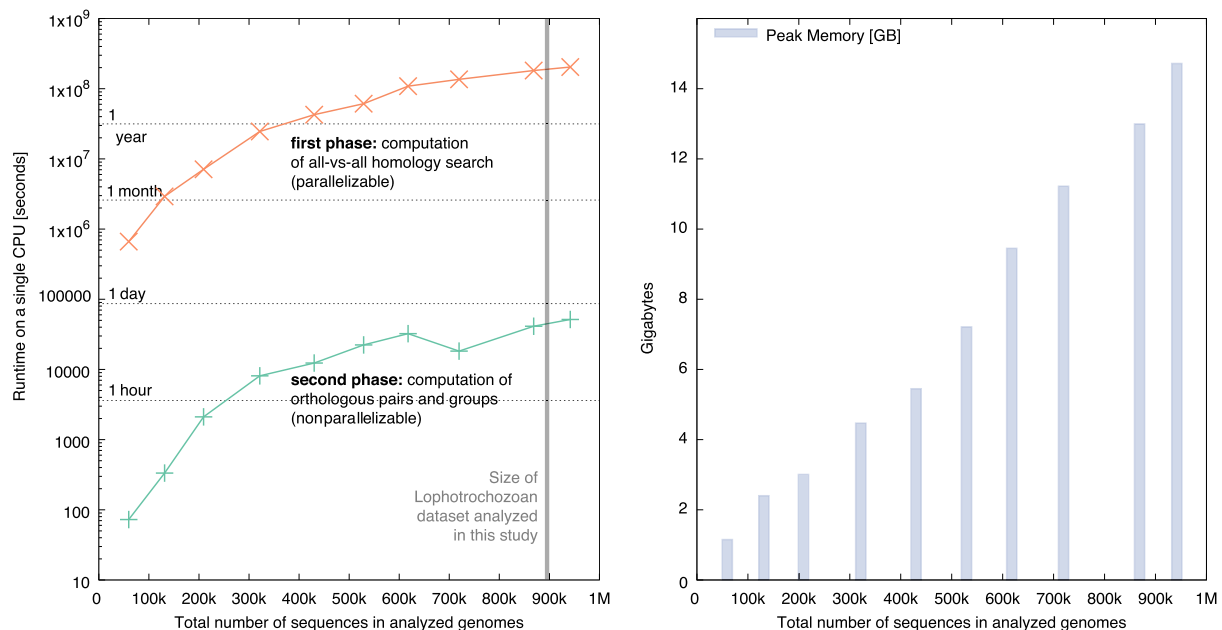 1x10⁹
1x10⁸
1x10⁷
1x10⁶
100000
10000
1000
100
10
Runtime on a single CPU [seconds]
1
year
1 month
1 day
1 hour
first phase: computation
of all-vs-all homology search
(parallelizable)
second phase: computation of
orthologous pairs and groups
(nonparallelizable)
Size of
Lophotrochozoan
dataset analyzed
in this study
0 100k 200k 300k 400k 500k 600k 700k 800k 900k 1M
Total number of sequences in analyzed genomes
Peak Memory [GB]
14
12
10
8
6
4
2
0
Gigabytes
0 100k 200k 300k 400k 500k 600k 700k 800k 900k 1M
Total number of sequences in analyzed genomes